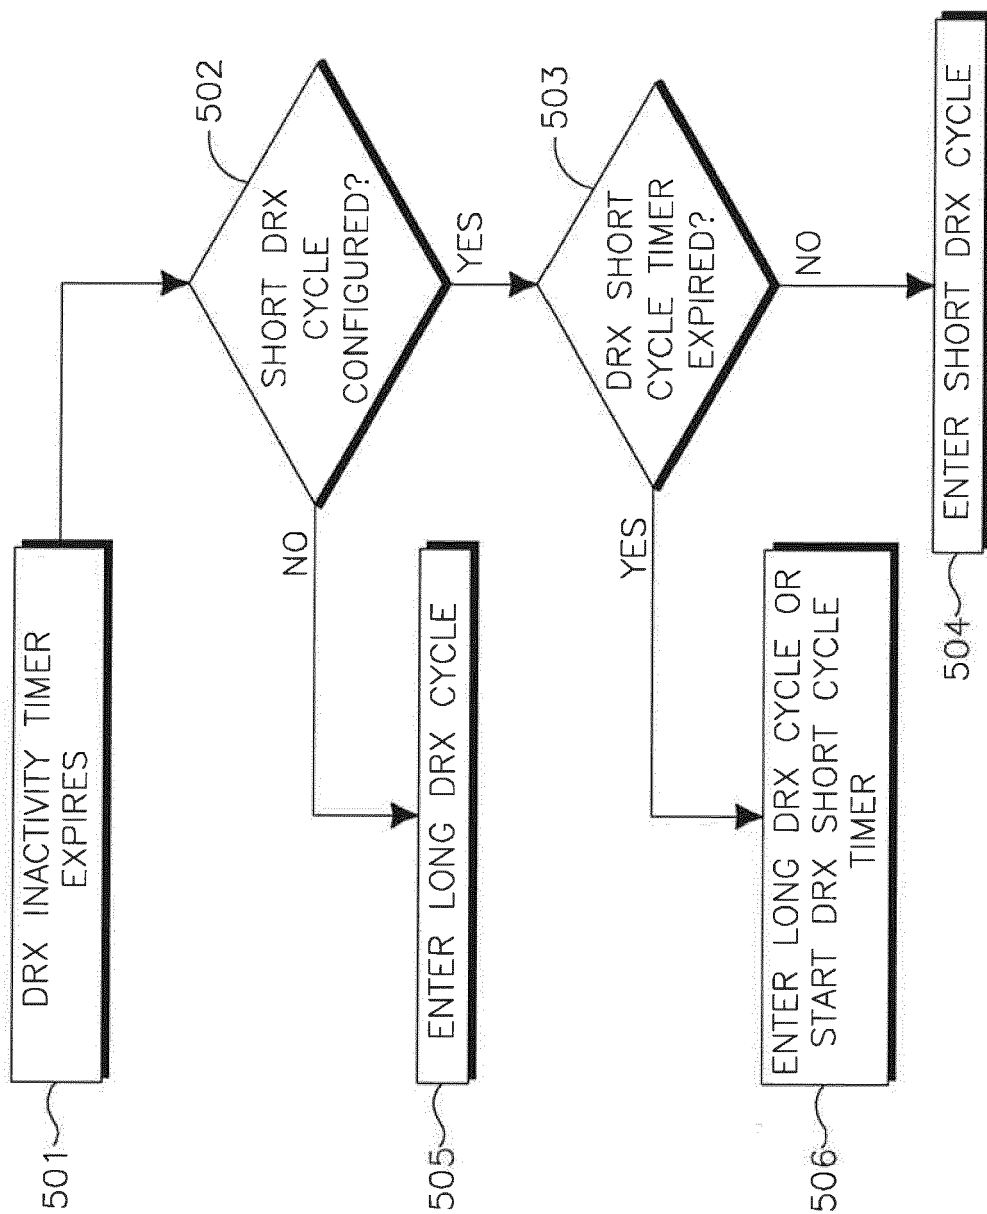 501
DRX INACTIVITY TIMER
EXPIRES
502
SHORT DRX
CYCLE
CONFIGURED?
NO
YES
505
ENTER LONG DRX CYCLE
503
DRX SHORT
CYCLE TIMER
EXPIRED?
YES
NO
506
ENTER LONG DRX CYCLE OR
START DRX SHORT CYCLE
TIMER
504
ENTER SHORT DRX CYCLE